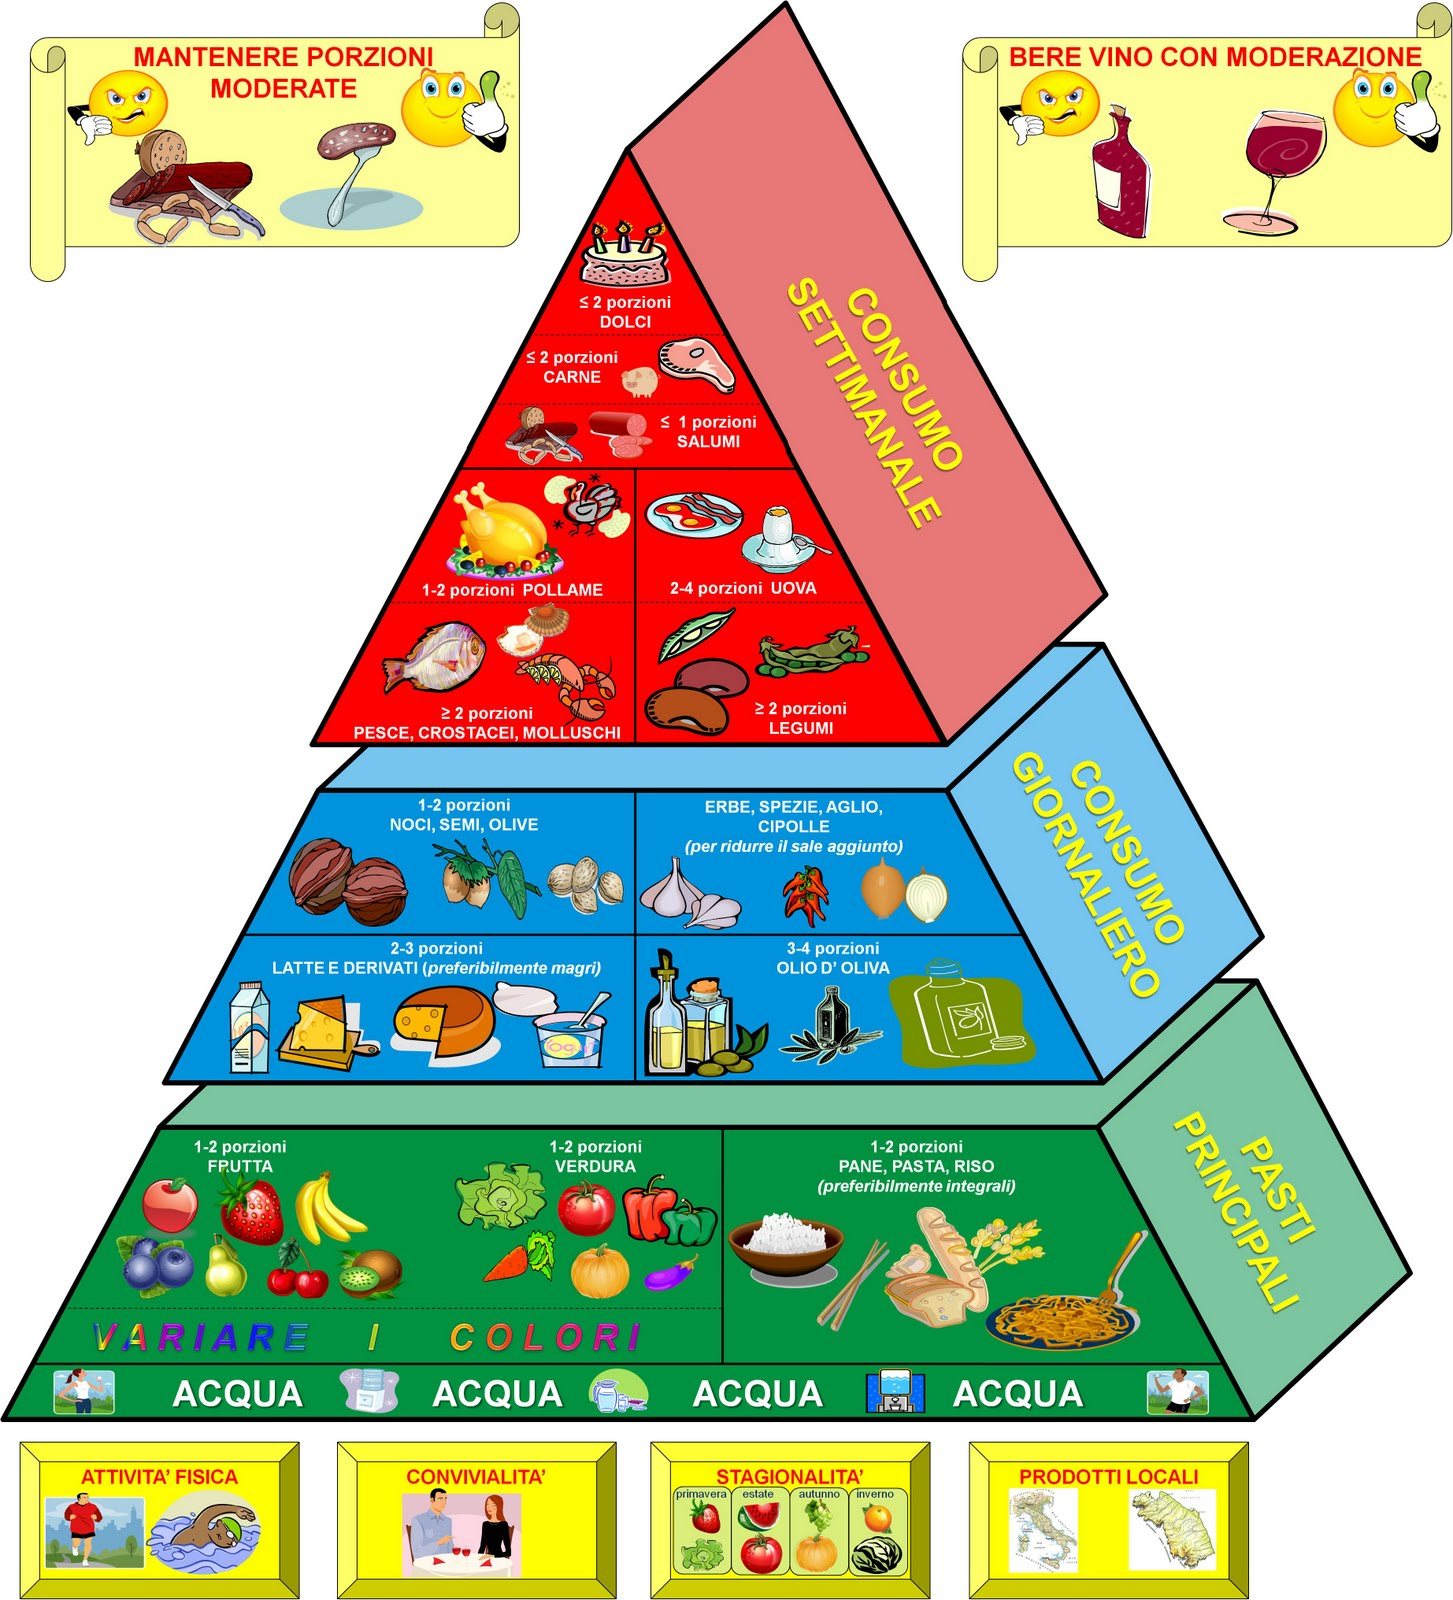 MANTENERE PORZIONI
MODERATE
BERE VINO CON MODERAZIONE
≤ 2 porzioni
DOLCI
≤ 2 porzioni
CARNE
≤ 1 porzioni
SALUMI
1-2 porzioni POLLAME
2-4 porzioni UOVA
≥ 2 porzioni
PESCE, CROSTACEI, MOLLUSCHI
≥ 2 porzioni
LEGUMI
CONSUMO
SETTIMANALE
1-2 porzioni
NOCI, SEMI, OLIVE
ERBE, SPEZIE, AGLIO,
CIPOLLE
(per ridurre il sale aggiunto)
2-3 porzioni
LATTE E DERIVATI (preferibilmente magri)
3-4 porzioni
OLIO D’ OLIVA
CONSUMO
GIORNALIERO
1-2 porzioni
FRUTTA
1-2 porzioni
VERDURA
1-2 porzioni
PANE, PASTA, RISO
(preferibilmente integrali)
VARIARE I COLORI
PASTI
PRINCIPALI
ACQUA ACQUA ACQUA ACQUA
ATTIVITA’ FISICA
CONVIVIALITA’
STAGIONALITA’
primavera estate autunno inverno
PRODOTTI LOCALI